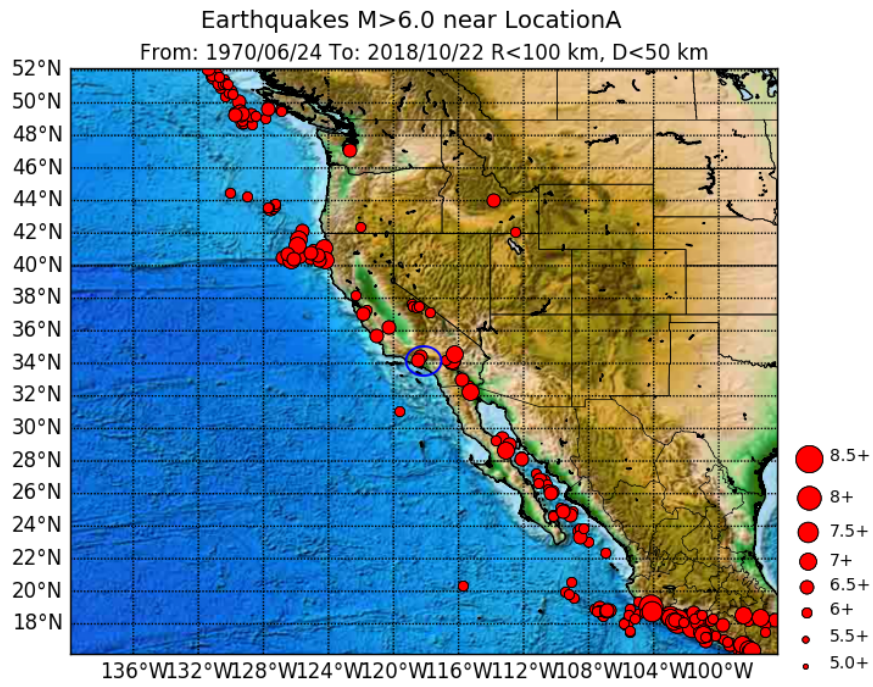 Earthquakes M>6.0 near LocationA
From: 1970/06/24 To: 2018/10/22 R<100 km, D<50 km
52°N
50°N
48°N
46°N
44°N
42°N
40°N
38°N
36°N
34°N
32°N
30°N
28°N
26°N
24°N
22°N
20°N
18°N
136°W132°W128°W124°W120°W116°W112°W108°W104°W100°W
8.5+
8+
7.5+
7+
6.5+
6+
5.5+
5.0+